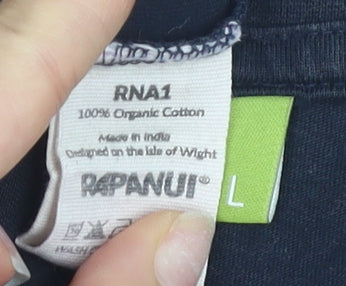 RNA1
100% Organic Cotton
Made in India
Designed on the Isle of Wight
RAPANUI®
L